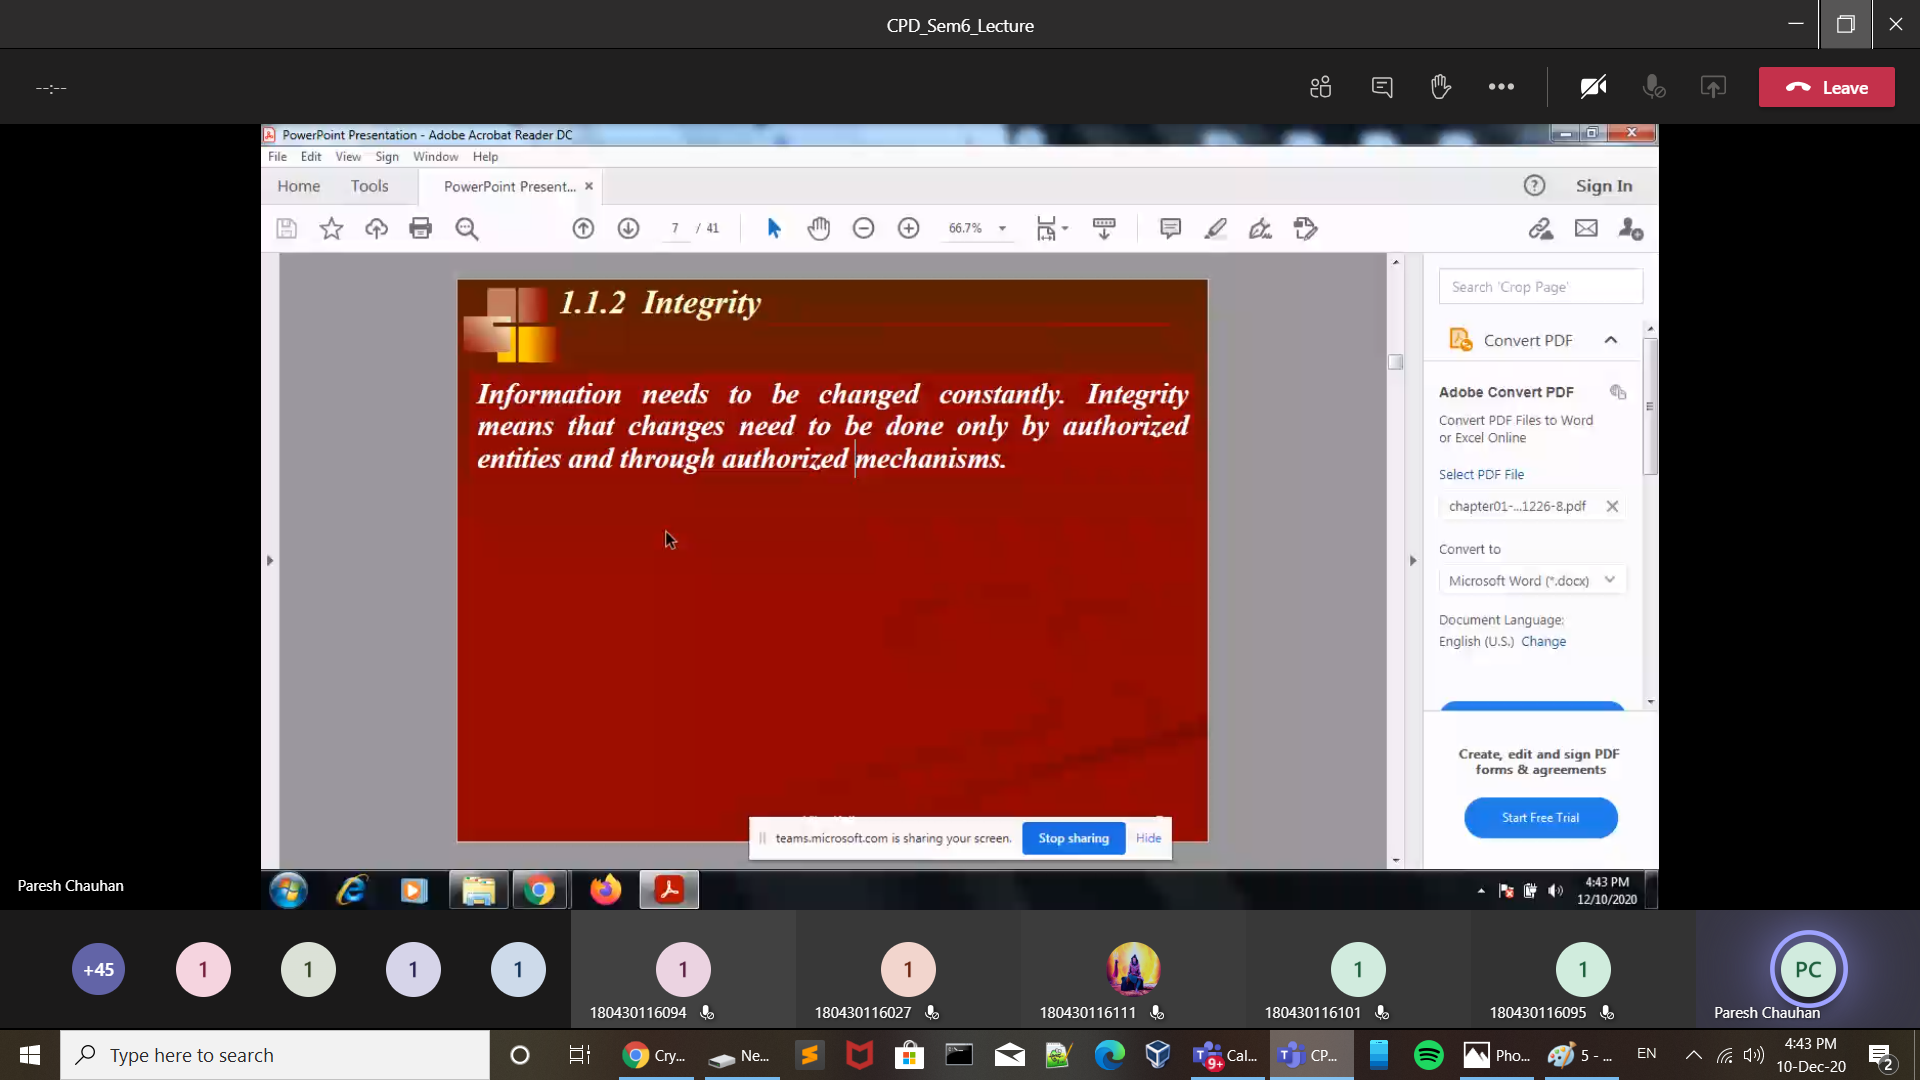 CPD_Sem6_Lecture
--:--
Leave
PowerPoint Presentation - Adobe Acrobat Reader DC
File Edit View Sign Window Help
Home Tools PowerPoint Present... × Sign In
7 / 41 66.7%
1.1.2 Integrity
Information needs to be changed constantly. Integrity
means that changes need to be done only by authorized
entities and through authorized mechanisms.
Search 'Crop Page'
Convert PDF
Adobe Convert PDF
Convert PDF Files to Word
or Excel Online
Select PDF File
chapter01-...1226-8.pdf
Convert to
Microsoft Word (*.docx)
Document Language:
English (U.S.) Change
Create, edit and sign PDF
forms & agreements
Start Free Trial
teams.microsoft.com is sharing your screen. Stop sharing Hide
Paresh Chauhan
4:43 PM
12/10/2020
+45 1 1 1 1 1 1 1 1 PC
180430116094 180430116027 180430116111 180430116101 180430116095 Paresh Chauhan
Type here to search
Cry... Ne... 9+ Cal... CP... Pho... 5 - ... EN
4:43 PM
10-Dec-20
2